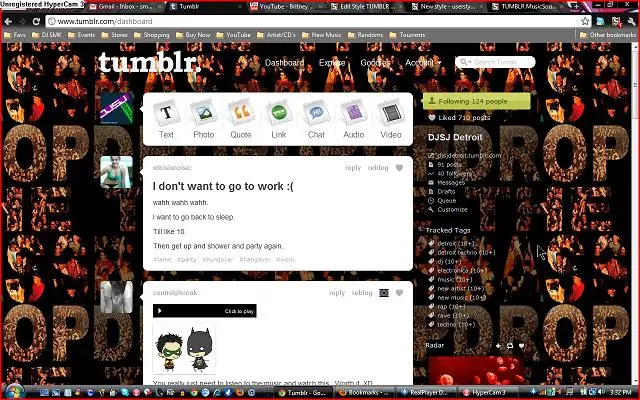 Unregistered HyperCam 3
Gmail - Inbox - sm...
Tumblr
YouTube - Britney
Edit Style TUMBLR
New style - userstyl
TUMBLR MusicSou
www.tumblr.com/dashboard
Favs
DJ SMK
Events
Stores
Shopping
Buy Now
YouTube
Artist/CD's
New Music
Randoms
Tourrents
Other bookmarks
tumblr.
Dashboard
Explore
Goodies
Account
Search Tumblr
Text
Photo
Quote
Link
Chat
Audio
Video
Following 124 people
Liked 710 posts
DJSJ Detroit
djsjdetroit.tumblr.com
91 posts
40 followers
Messages
Drafts
Queue
Customize
Tracked Tags
detroit (10+)
detroit techno (10+)
dj (10+)
electronica (10+)
music (10+)
new artist (10+)
new music (10+)
rap (10+)
rave (10+)
techno (10+)
Radar
xthisisnoise:
reply
reblog
I don't want to go to work :(
wahh wahh wahh.
I want to go back to sleep.
Till like 10.
Then get up and shower and party again.
#lame
#party
#hungover
#hangover
#work
controlphreak:
reply
reblog
Click to play
You really just need to listen to the music and watch this. Worth it. XD
DROP
Tumblr - Go...
Bookmarks -
RealPlayer D
HyperCam 3
3:32 PM